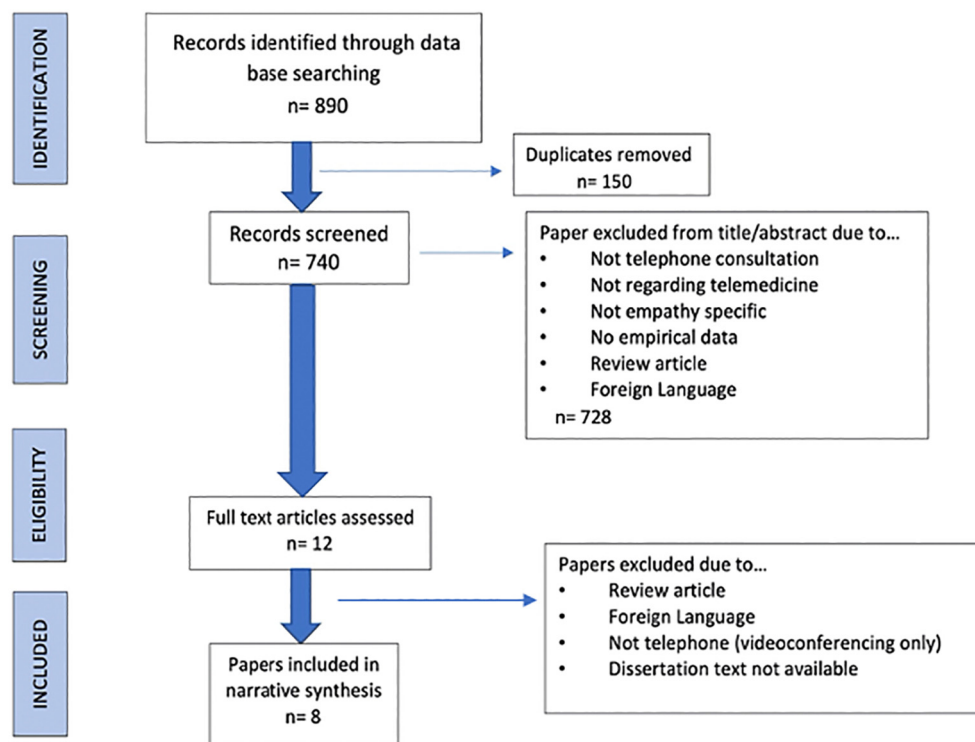 IDENTIFICATION
Records identified through data
base searching
n= 890
Duplicates removed
n= 150
SCREENING
Records screened
n= 740
Paper excluded from title/abstract due to...
• Not telephone consultation
• Not regarding telemedicine
• Not empathy specific
• No empirical data
• Review article
• Foreign Language
n= 728
ELIGIBILITY
Full text articles assessed
n= 12
Papers excluded due to...
• Review article
• Foreign Language
• Not telephone (videoconferencing only)
• Dissertation text not available
INCLUDED
Papers included in
narrative synthesis
n= 8